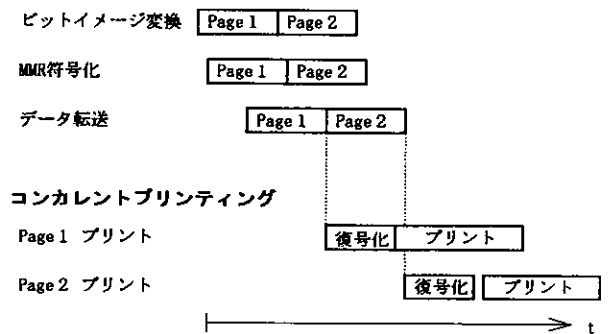 ビットイメージ変換 Page 1 Page 2
MMR符号化 Page 1 Page 2
データ転送 Page 1 Page 2
コンカレントプリンティング
Page 1 プリント 復号化 プリント
Page 2 プリント 復号化 プリント
t